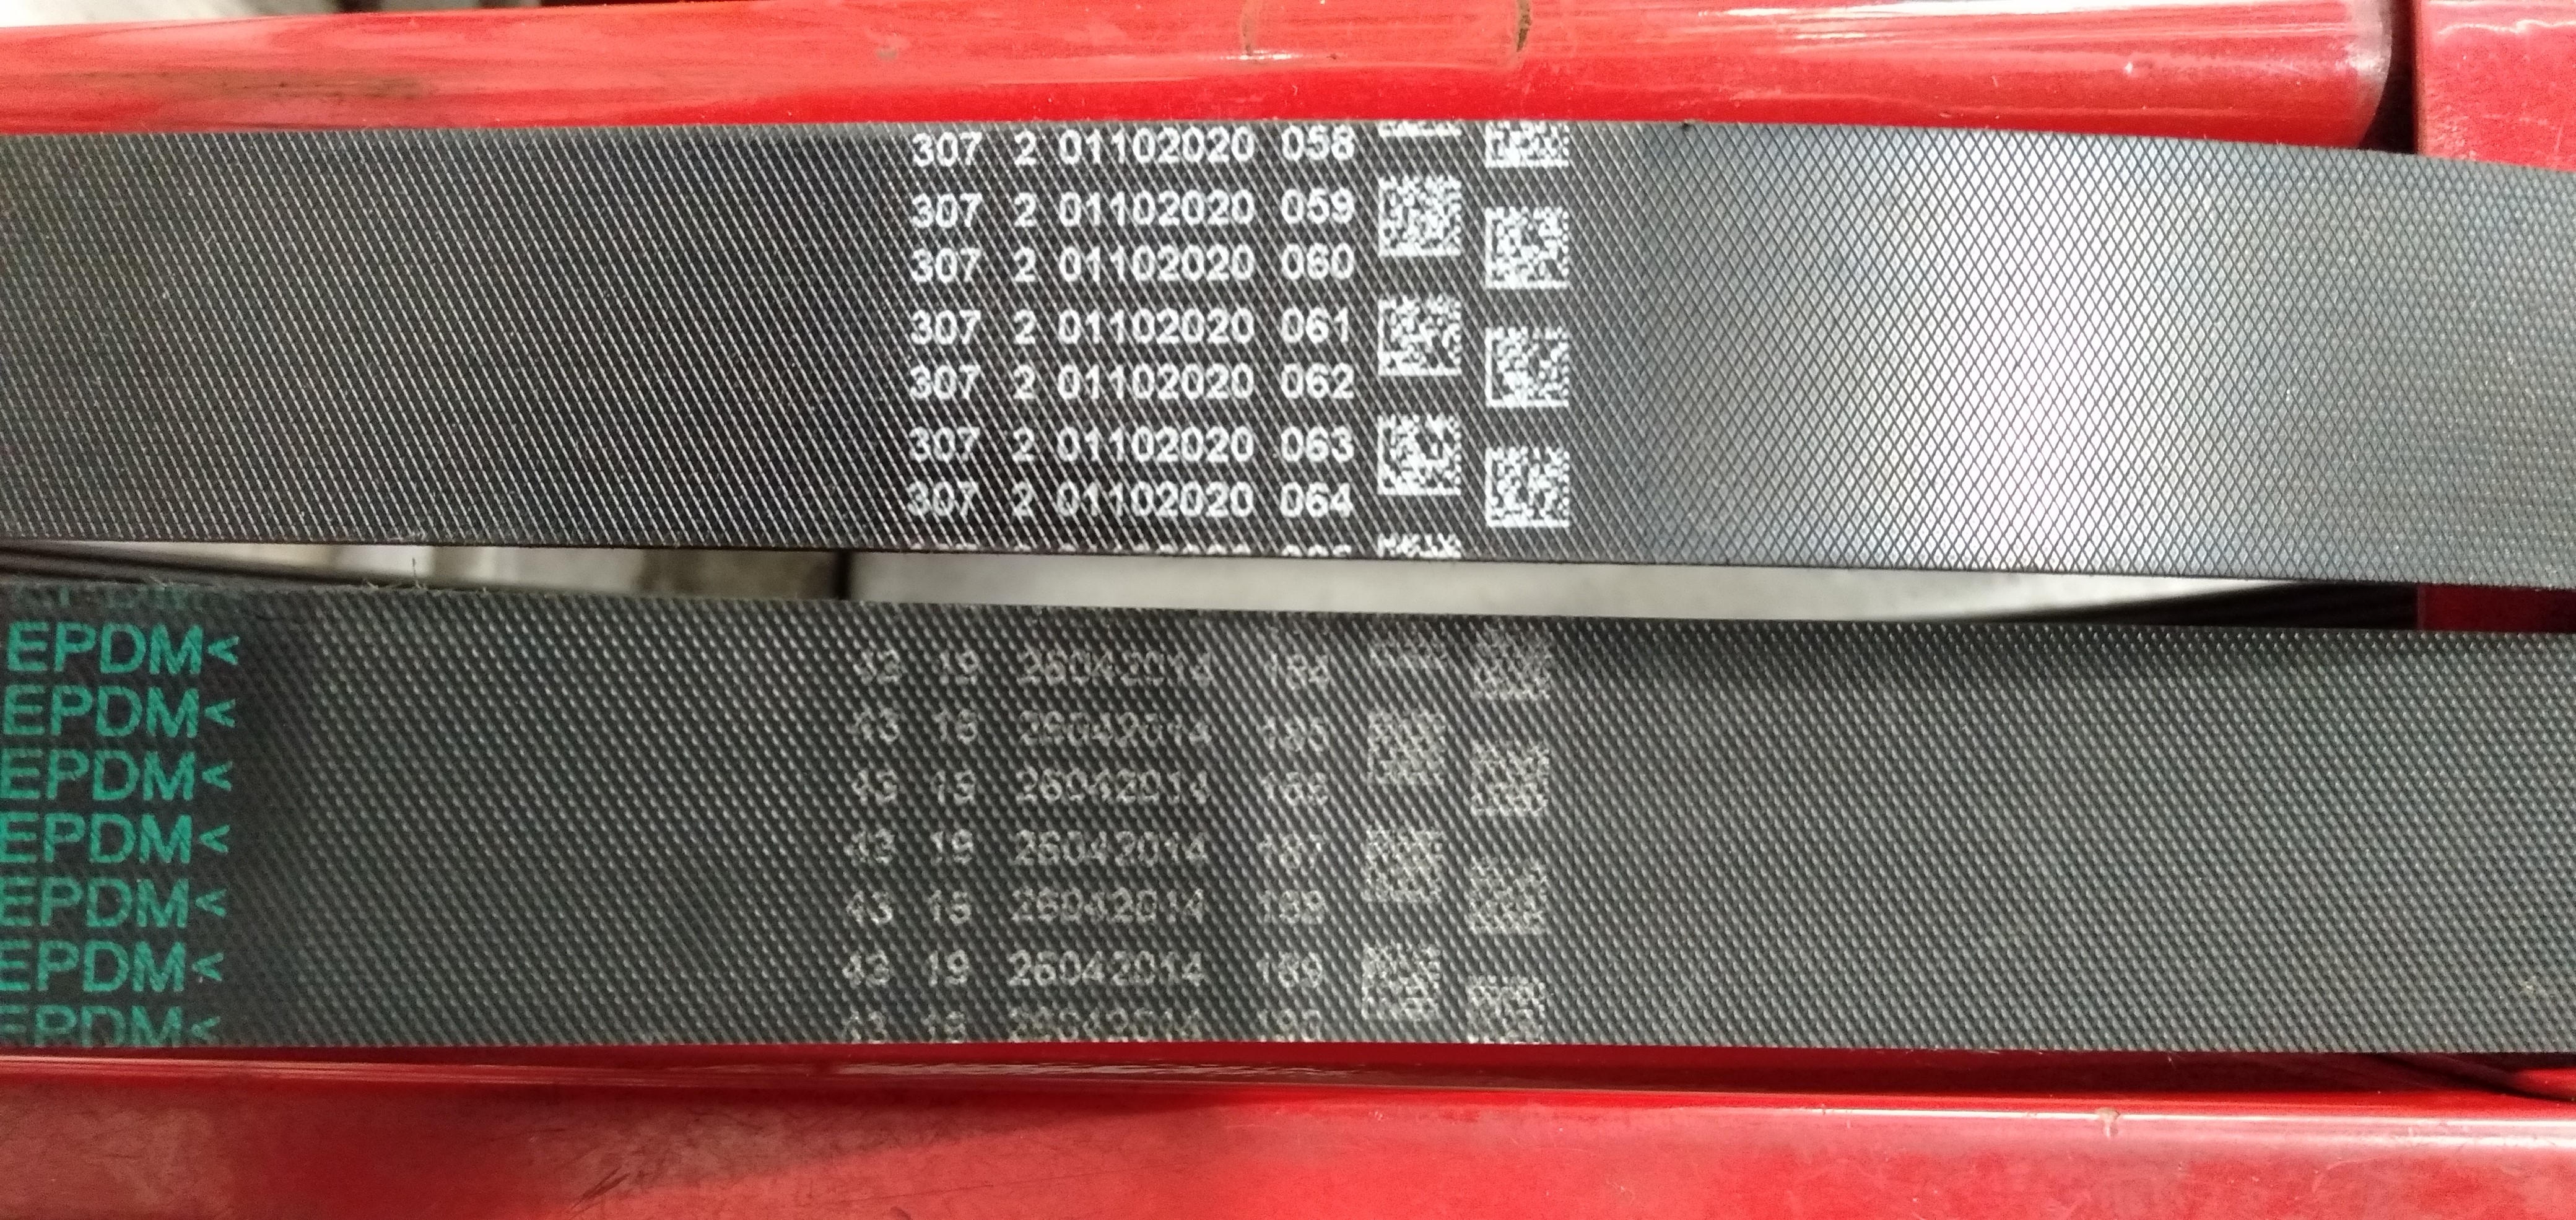 307 2 01102020 058
307 2 01102020 059
307 2 01102020 060
307 2 01102020 061
307 2 01102020 062
307 2 01102020 063
307 2 01102020 064
EPDM<
EPDM<
EPDM<
EPDM<
EPDM<
EPDM<
EPDM<
43 19 26042014 184
43 19 26042014 185
43 19 26042014 186
43 19 26042014 187
43 19 26042014 188
43 19 26042014 189
43 19 26042014